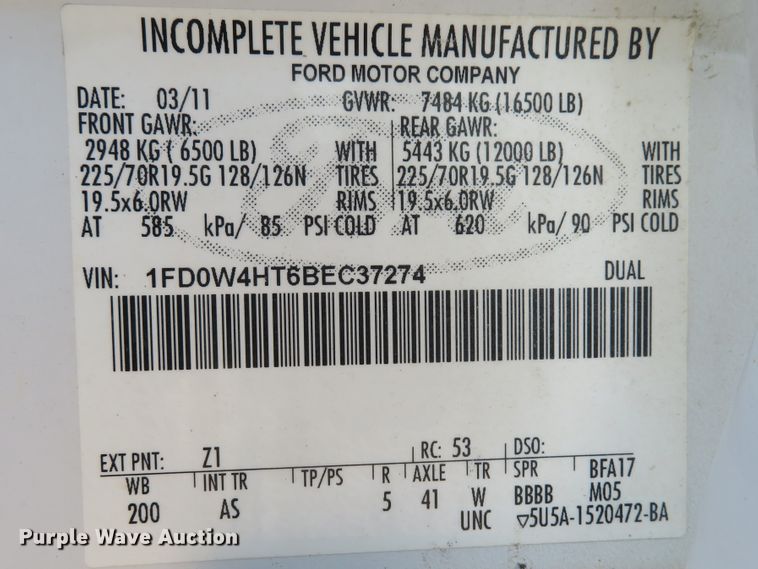 INCOMPLETE VEHICLE MANUFACTURED BY
FORD MOTOR COMPANY
DATE: 03/11 GVWR: 7484 KG (16500 LB)
FRONT GAWR: REAR GAWR:
2948 KG ( 6500 LB) WITH 5443 KG (12000 LB) WITH
225/70R19.5G 128/126N TIRES 225/70R19.5G 128/126N TIRES
19.5x6.0RW RIMS 19.5x6.0RW RIMS
AT 585 kPa/ 85 PSI COLD AT 620 kPa/ 90 PSI COLD
VIN: 1FD0W4HT6BEC37274 DUAL
EXT PNT: Z1 RC: 53 DSO:
WB INT TR TP/PS R AXLE TR SPR BFA17
200 AS 5 41 W BBBB M05
UNC ▽5U5A-1520472-BA
Purple Wave Auction